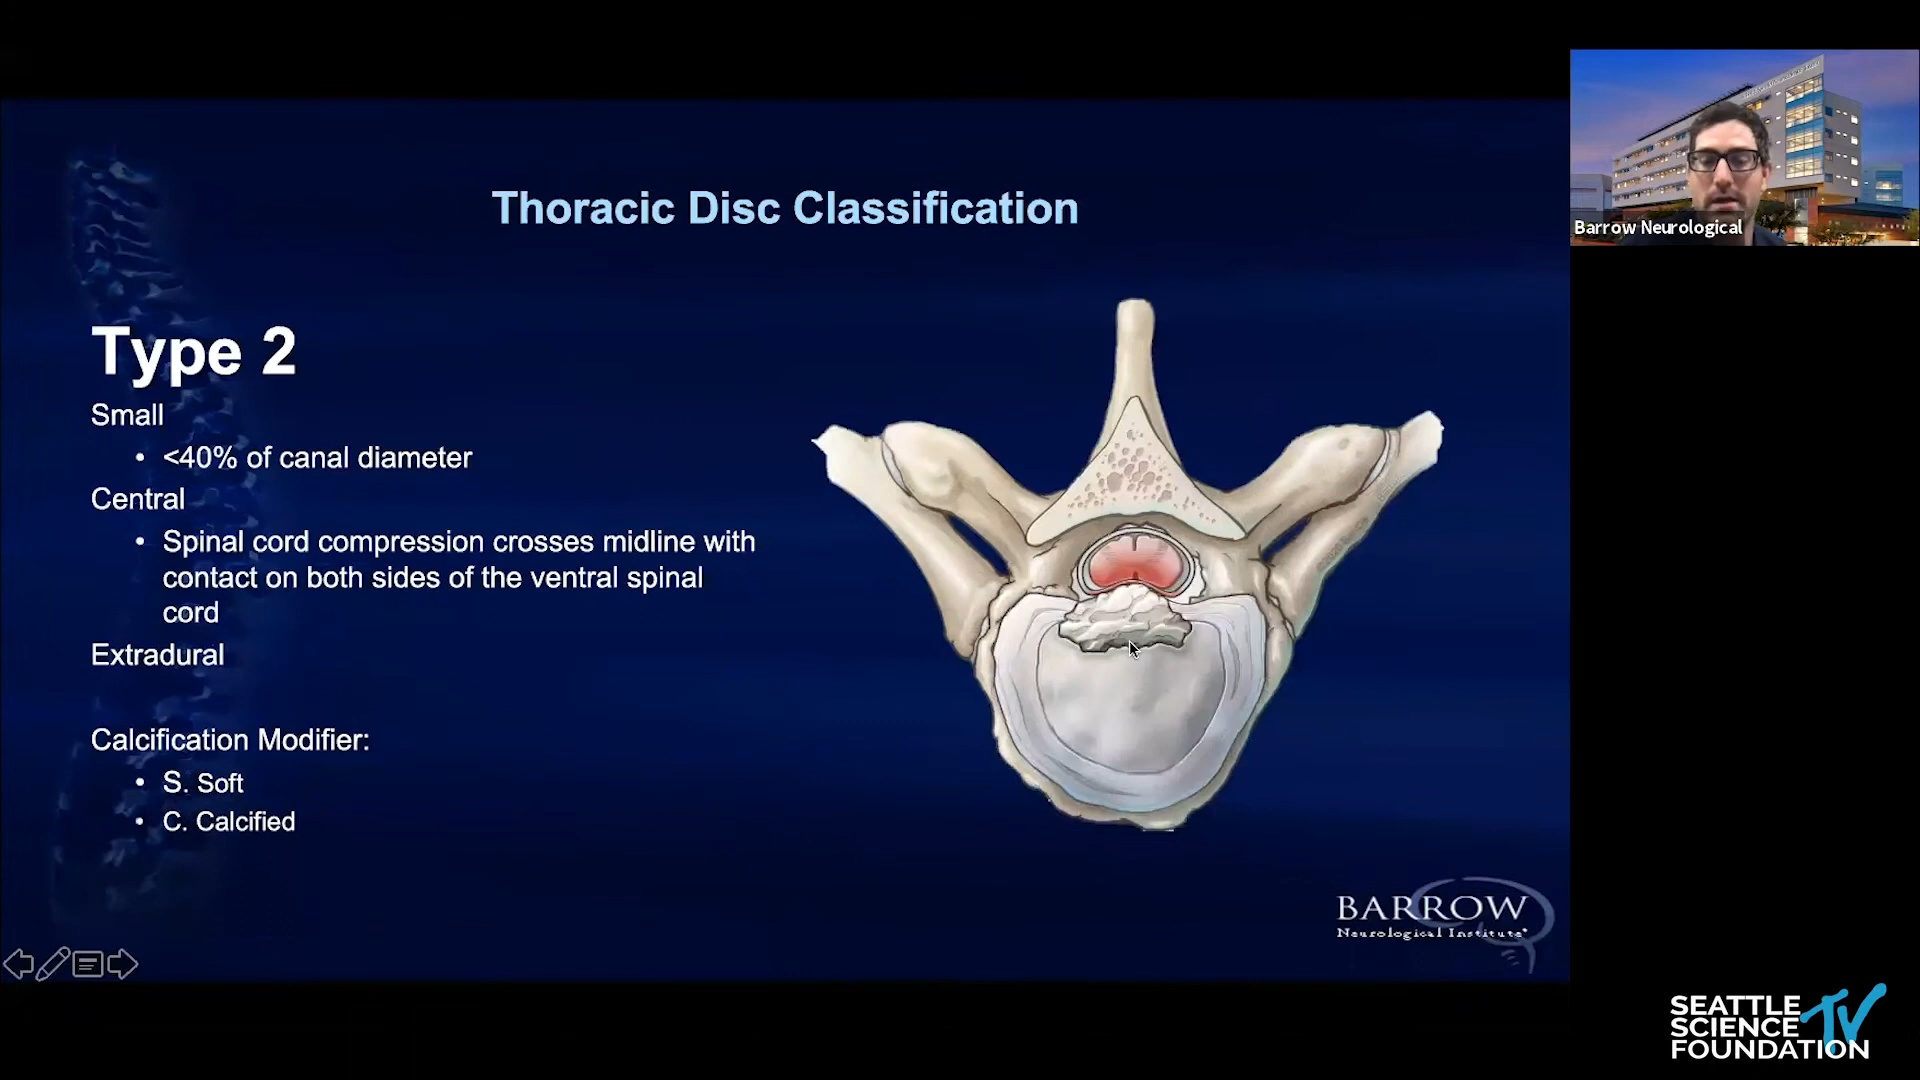 Thoracic Disc Classification
Type 2
Small
• <40% of canal diameter
Central
• Spinal cord compression crosses midline with
contact on both sides of the ventral spinal
cord
Extradural
Calcification Modifier:
• S. Soft
• C. Calcified
BARROW
Neurological Institute®
Barrow Neurological
SEATTLE
SCIENCE
FOUNDATION
TV